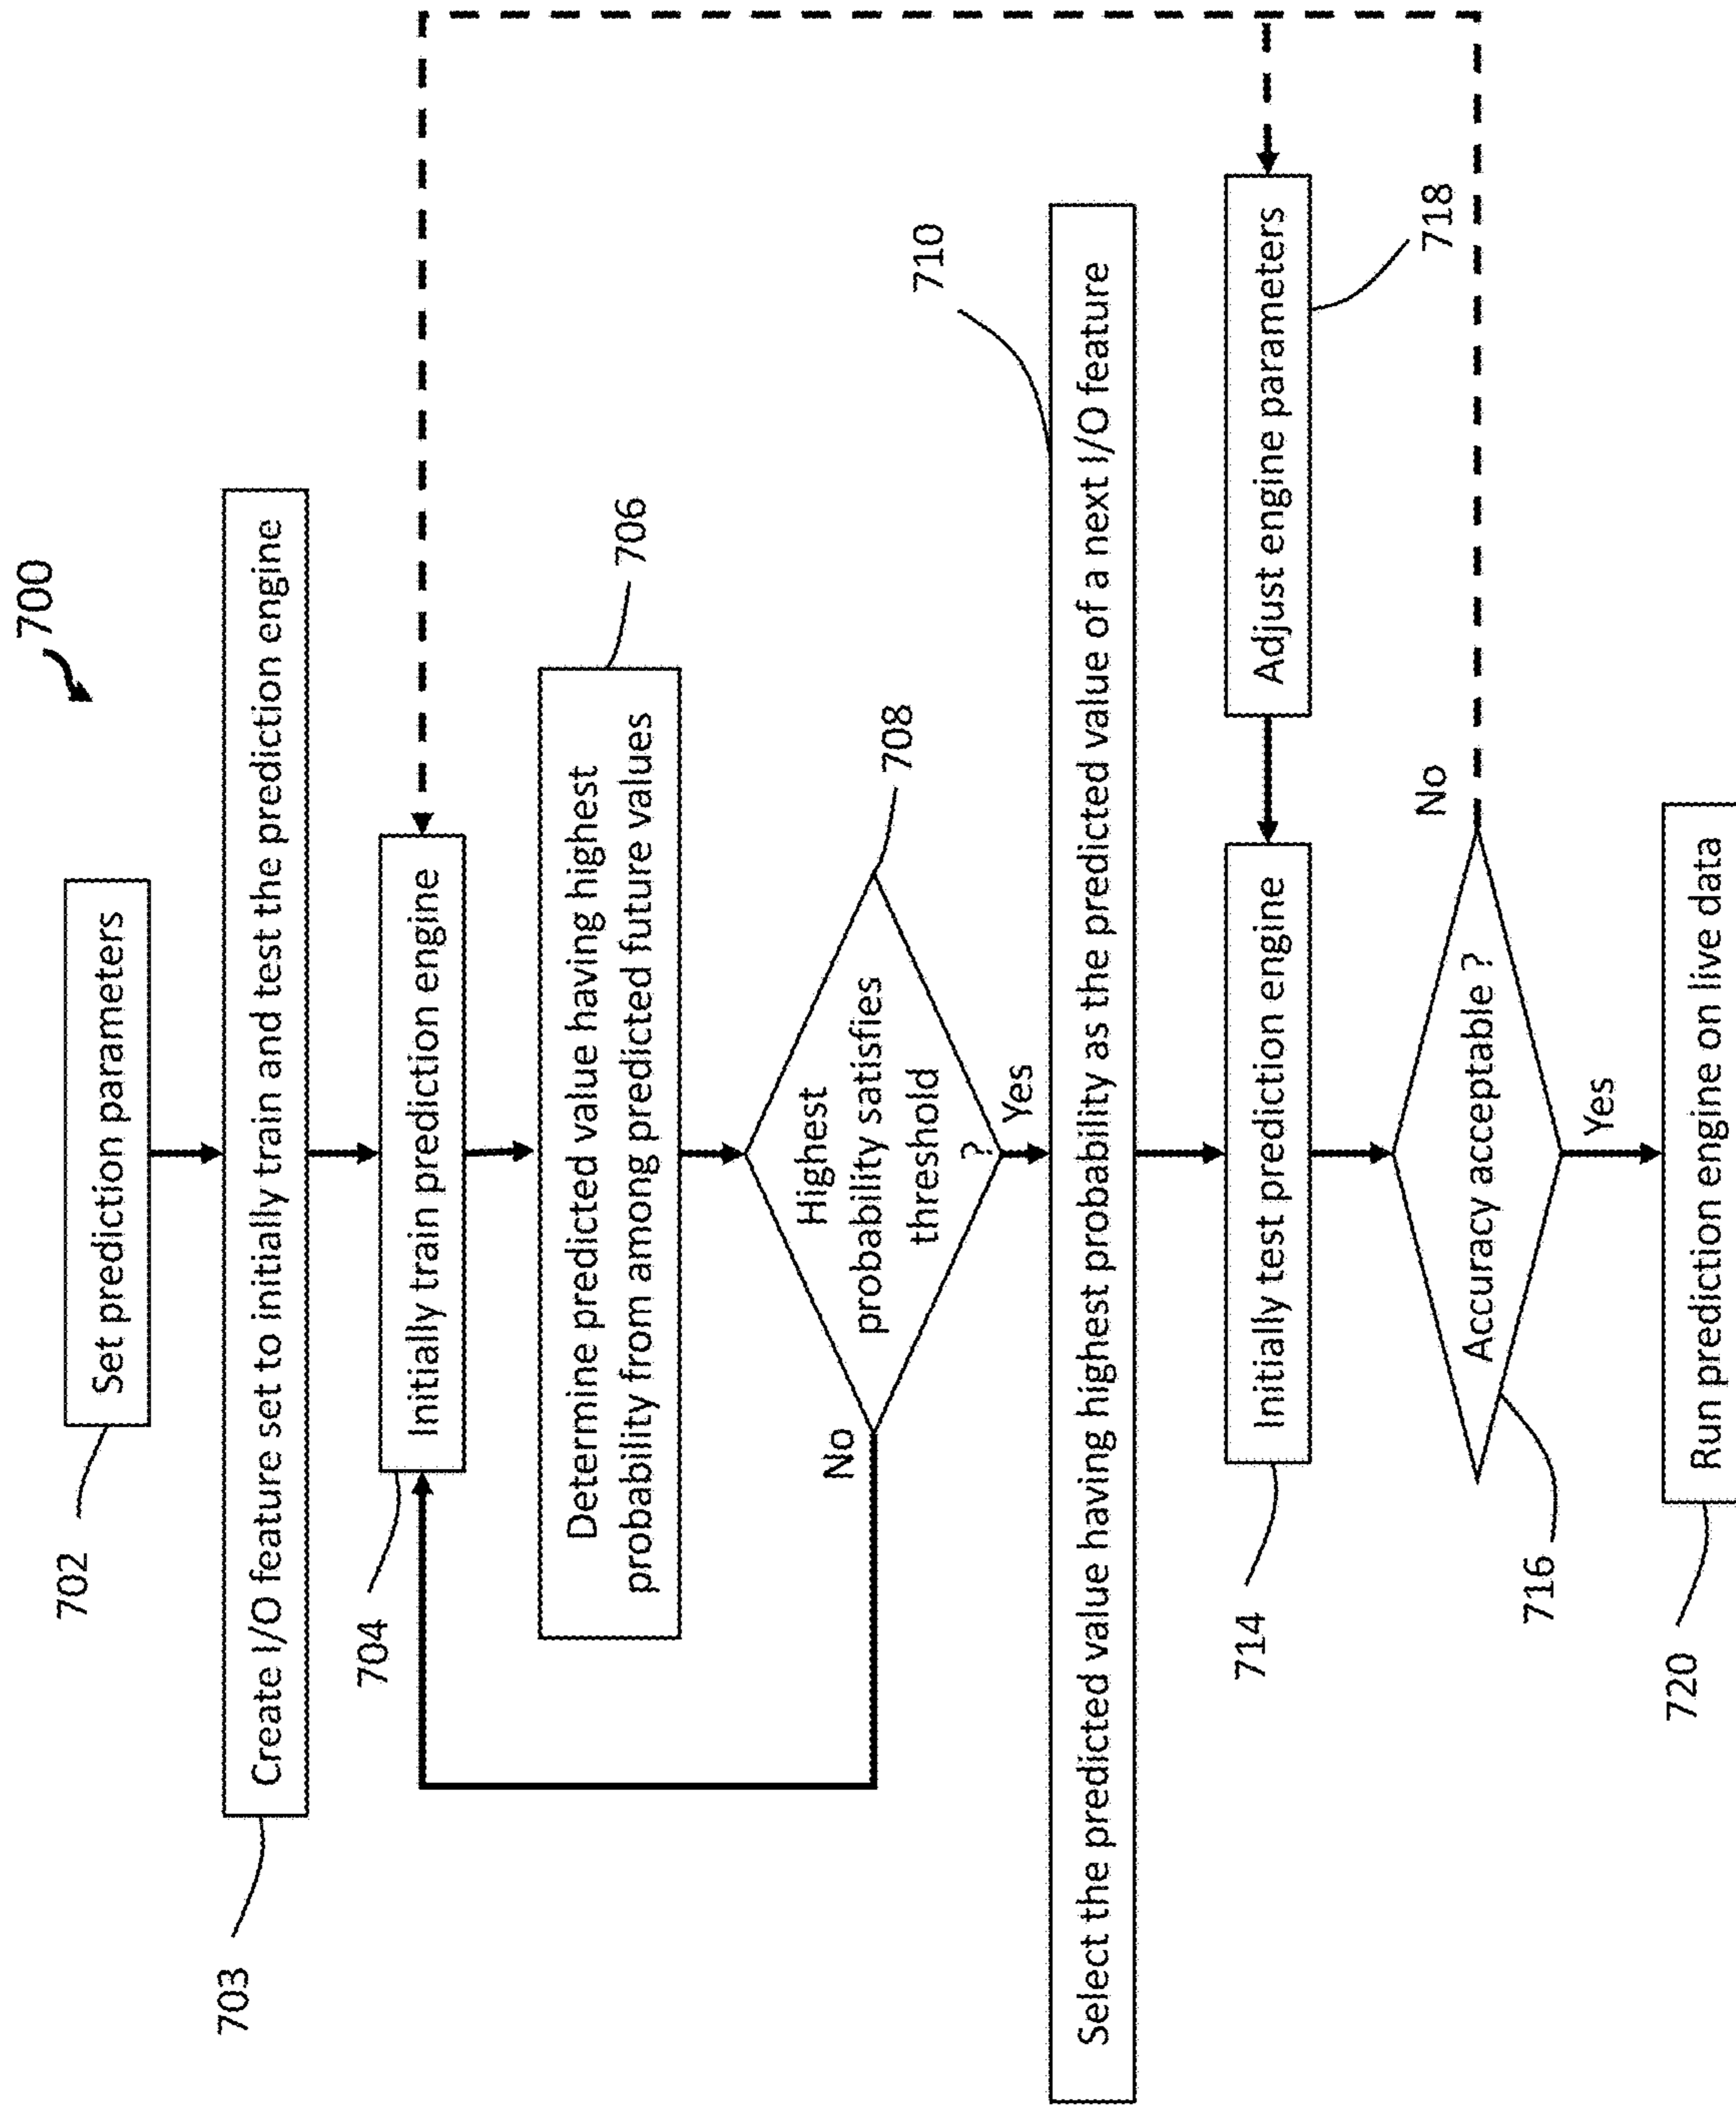 700
702
Set prediction parameters
703
Create I/O feature set to initially train and test the prediction engine
704
Initially train prediction engine
706
Determine predicted value having highest
probability from among predicted future values
708
Highest
probability satisfies
threshold
?
No
Yes
710
Select the predicted value having highest probability as the predicted value of a next I/O feature
714
Initially test prediction engine
Adjust engine parameters
718
716
Accuracy acceptable ?
No
Yes
720
Run prediction engine on live data